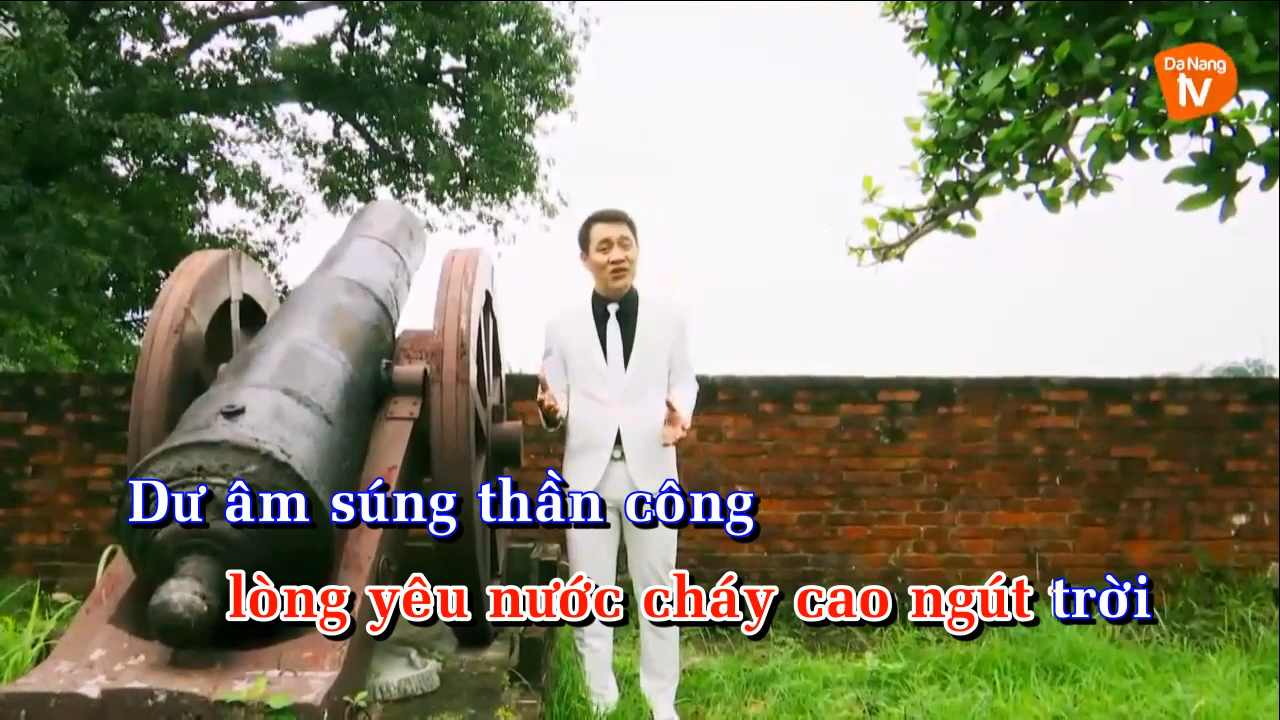 Da Nang
tv
Dư âm súng thần công
lòng yêu nước cháy cao ngút trời